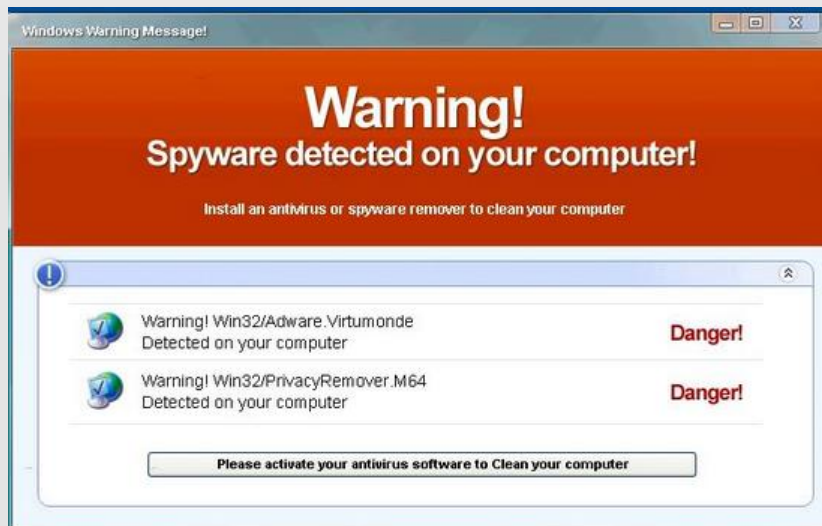 Windows Warning Message!
Warning!
Spyware detected on your computer!
Install an antivirus or spyware remover to clean your computer
Warning! Win32/Adware.Virtumonde
Detected on your computer
Danger!
Warning! Win32/PrivacyRemover.M64
Detected on your computer
Danger!
Please activate your antivirus software to Clean your computer